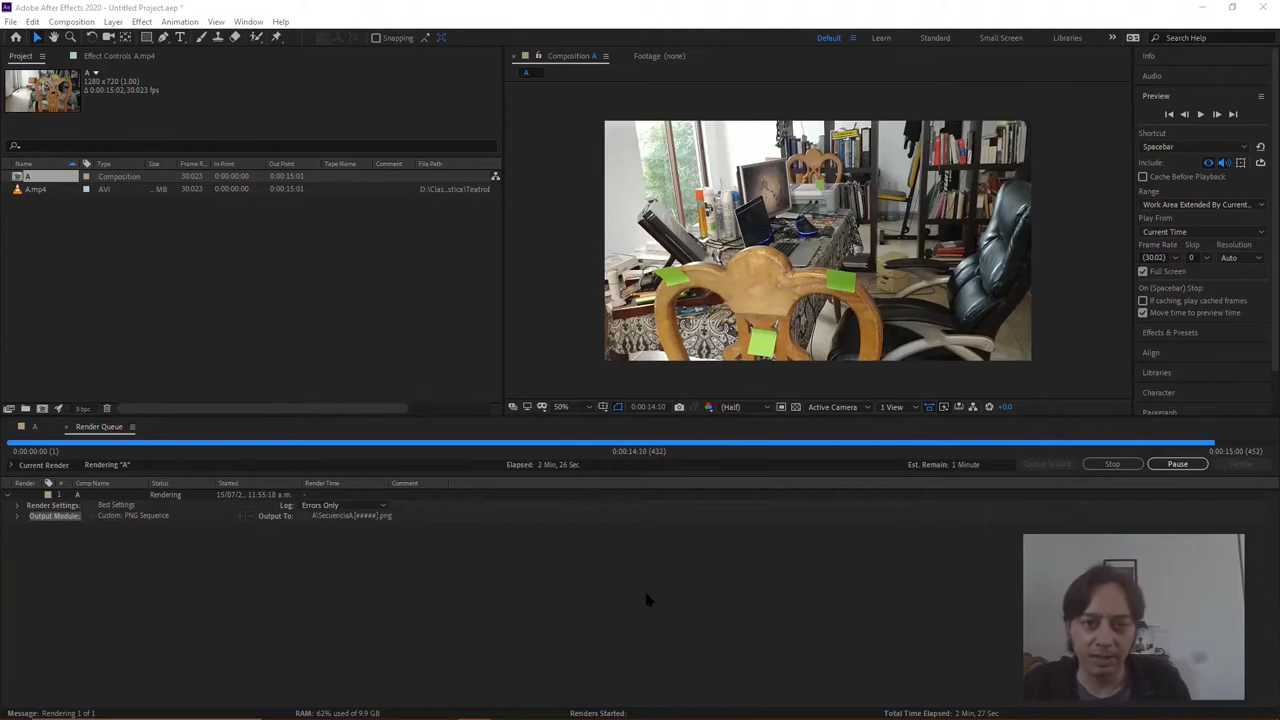 Adobe After Effects 2020 - Untitled Project.aep *
File Edit Composition Layer Effect Animation View Window Help
Snapping
Default Learn Standard Small Screen Libraries Search Help
Project Effect Controls A.mp4
Composition A Footage (none)
A
A
1280 x 720 (1.00)
Δ 0:00:15:02, 30.023 fps
Name Type Size Frame R... In Point Out Point Tape Name Comment File Path
A Composition 30.023 0:00:00:00 0:00:15:01
A.mp4 AVI ... MB 30.023 0:00:00:00 0:00:15:01 D:\Clas...stica\Teatro\
8 bpc
50% 0:00:14:10 (Half) Active Camera 1 View +0.0
Info
Audio
Preview
Shortcut
Spacebar
Include:
Cache Before Playback
Range
Work Area Extended By Current...
Play From
Current Time
Frame Rate Skip Resolution
(30.02) 0 Auto
Full Screen
On (Spacebar) Stop:
If caching, play cached frames
Move time to preview time
Effects & Presets
Align
Libraries
Character
Paragraph
A Render Queue
0:00:00:00 (1) 0:00:14:10 (432) 0:00:15:00 (452)
Current Render Rendering "A" Elapsed: 2 Min, 26 Sec Est. Remain: 1 Minute Queue in AME Stop Pause Render
Render # Comp Name Status Started Render Time Comment
1 A Rendering 15/07/2... 11:55:18 a.m. -
Render Settings: Best Settings Log: Errors Only
Output Module: Custom: PNG Sequence + - Output To: A\SecuenciaA[#####].png
Message: Rendering 1 of 1 RAM: 62% used of 9.9 GB Renders Started: Total Time Elapsed: 2 Min, 27 Sec